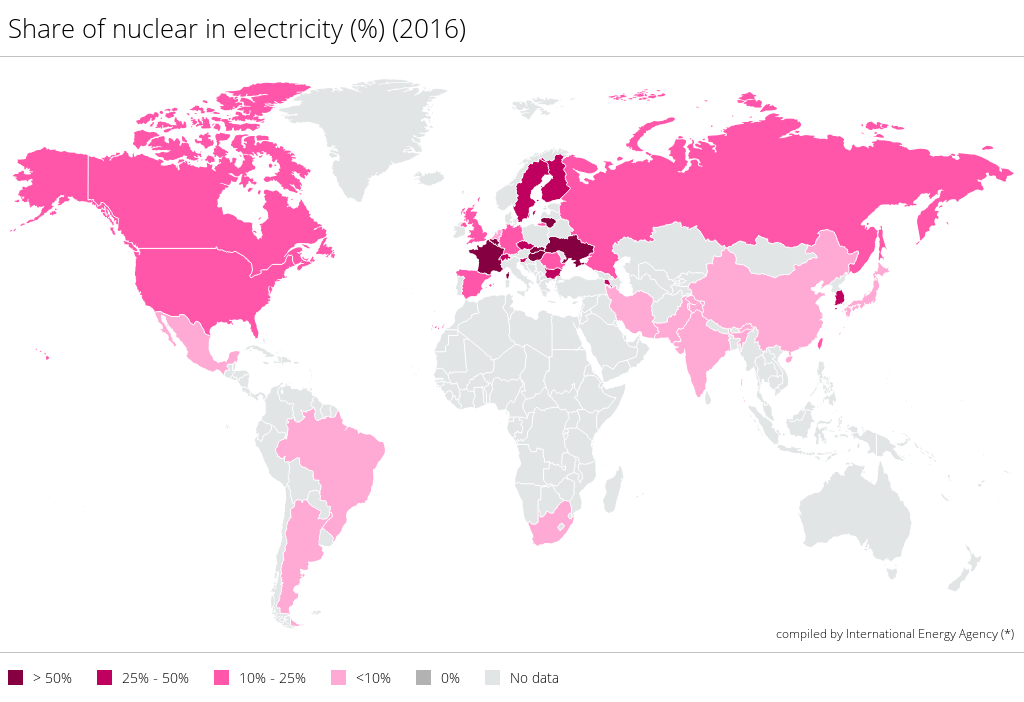 Share of nuclear in electricity (%) (2016)
compiled by International Energy Agency (*)
> 50%
25% - 50%
10% - 25%
<10%
0%
No data